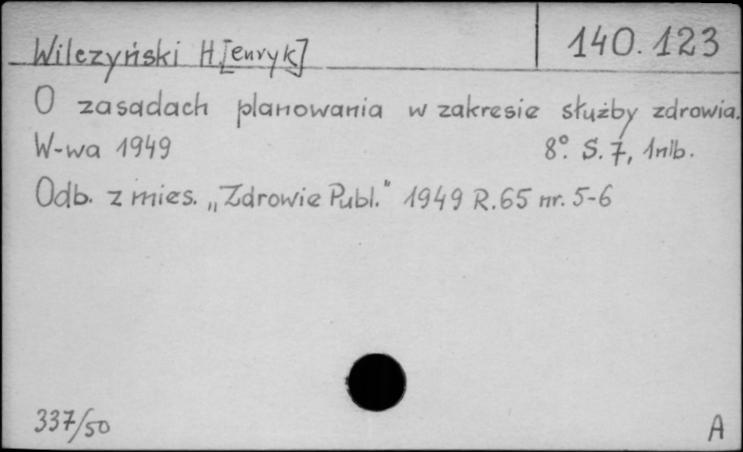 Wilczyński H[enryk] 140.123
O zasadach planowania w zakresie służby zdrowia.
W-wa 1949 8° S. 7, 1nlb.
Odb. z mies. „Zdrowie Publ." 1949 R.65 nr. 5-6
337/50 A